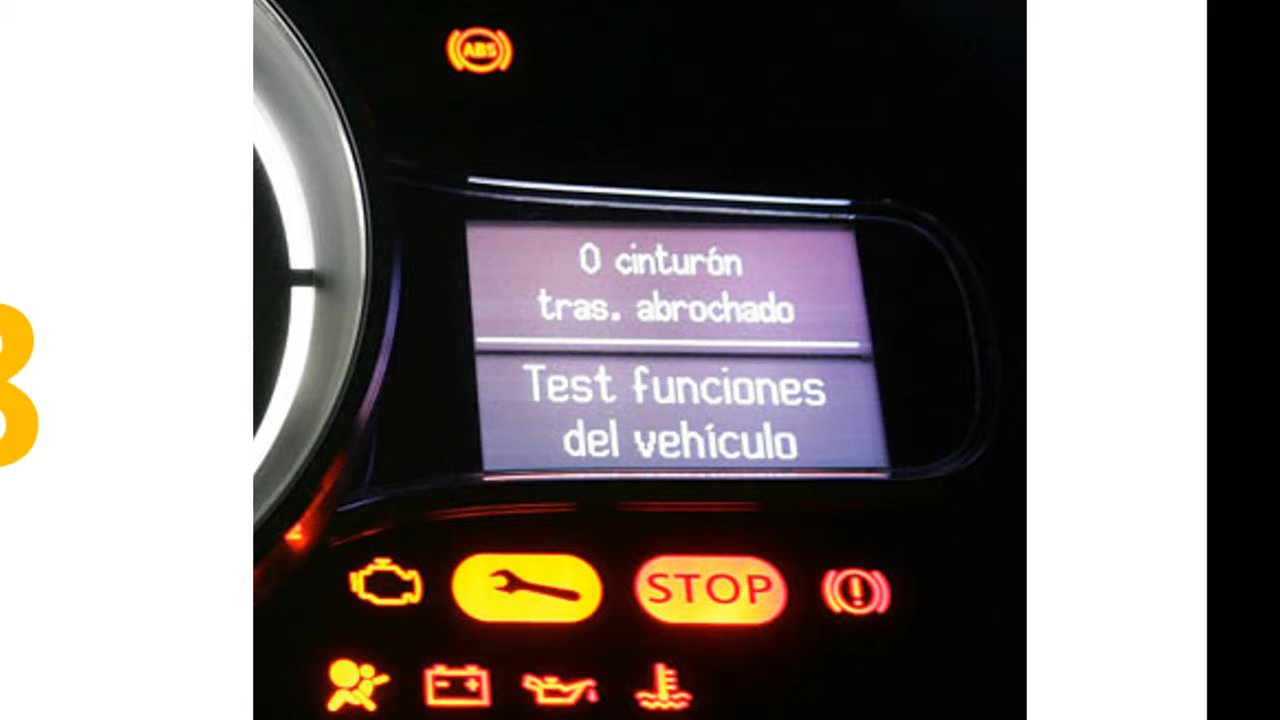 ABS
0 cinturón
tras. abrochado
Test funciones
del vehículo
STOP